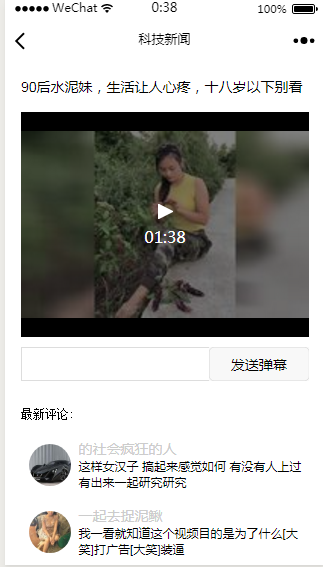 WeChat 0:38 100%
科技新闻
90后水泥妹，生活让人心疼，十八岁以下别看
01:38
发送弹幕
最新评论：
的社会疯狂的人
这样女汉子 搞起来感觉如何 有没有人上过
有出来一起研究研究
一起去捉泥鳅
我一看就知道这个视频目的是为了什么[大
笑]打广告[大笑]装逼